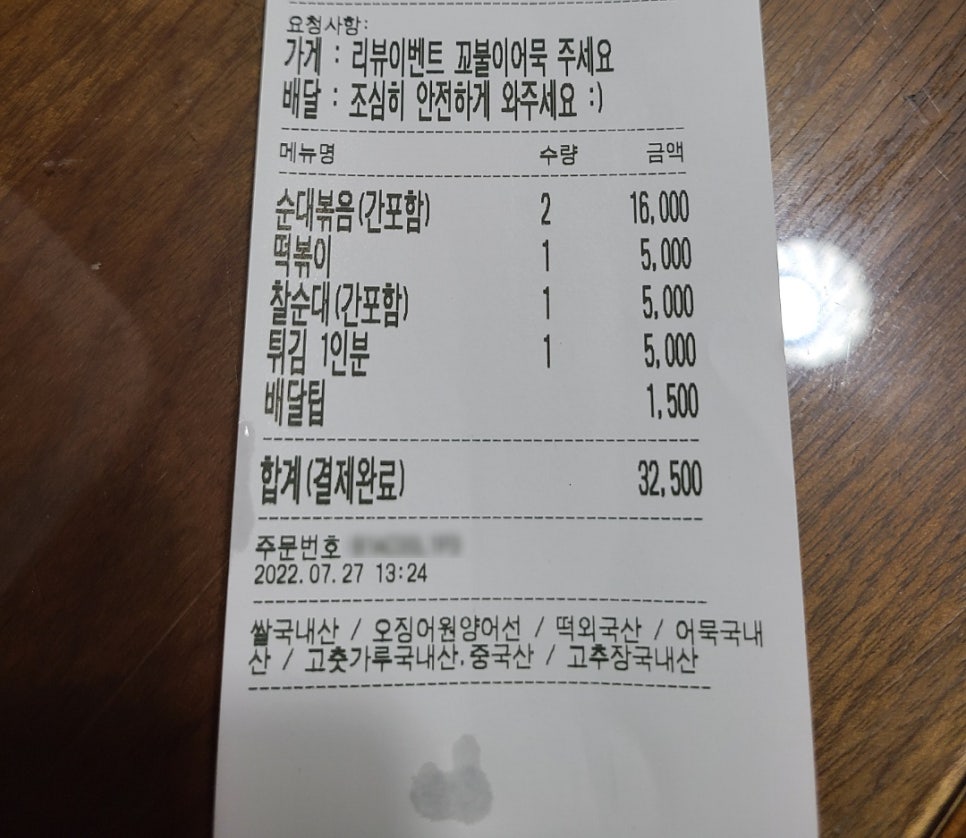 요청사항:
가게 : 리뷰이벤트 꼬불이어묵 주세요
배달 : 조심히 안전하게 와주세요 :)
메뉴명 수량 금액
순대볶음(간포함) 2 16,000
떡볶이 1 5,000
찰순대(간포함) 1 5,000
튀김 1인분 1 5,000
배달팁 1,500
합계(결제완료) 32,500
주문번호
2022.07.27 13:24
쌀국내산 / 오징어원양어선 / 떡외국산 / 어묵국내
산 / 고춧가루국내산.중국산 / 고추장국내산